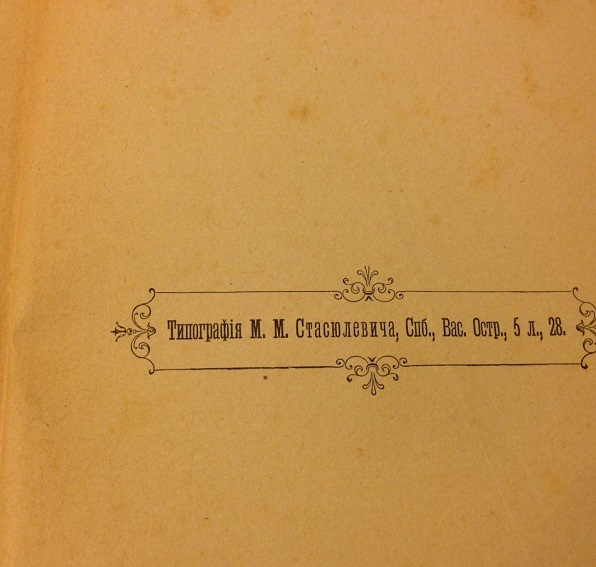 Типографія М. М. Стасюлевича, Спб., Вас. Остр., 5 л., 28.